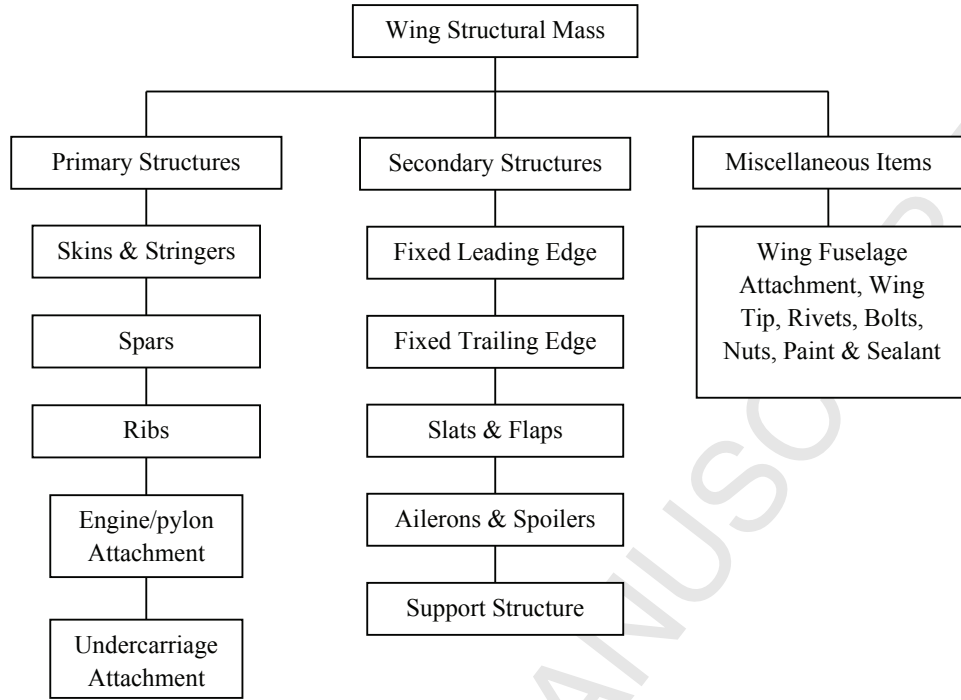 Wing Structural Mass
Primary Structures
Skins & Stringers
Spars
Ribs
Engine/pylon
Attachment
Undercarriage
Attachment
Secondary Structures
Fixed Leading Edge
Fixed Trailing Edge
Slats & Flaps
Ailerons & Spoilers
Support Structure
Miscellaneous Items
Wing Fuselage
Attachment, Wing
Tip, Rivets, Bolts,
Nuts, Paint & Sealant